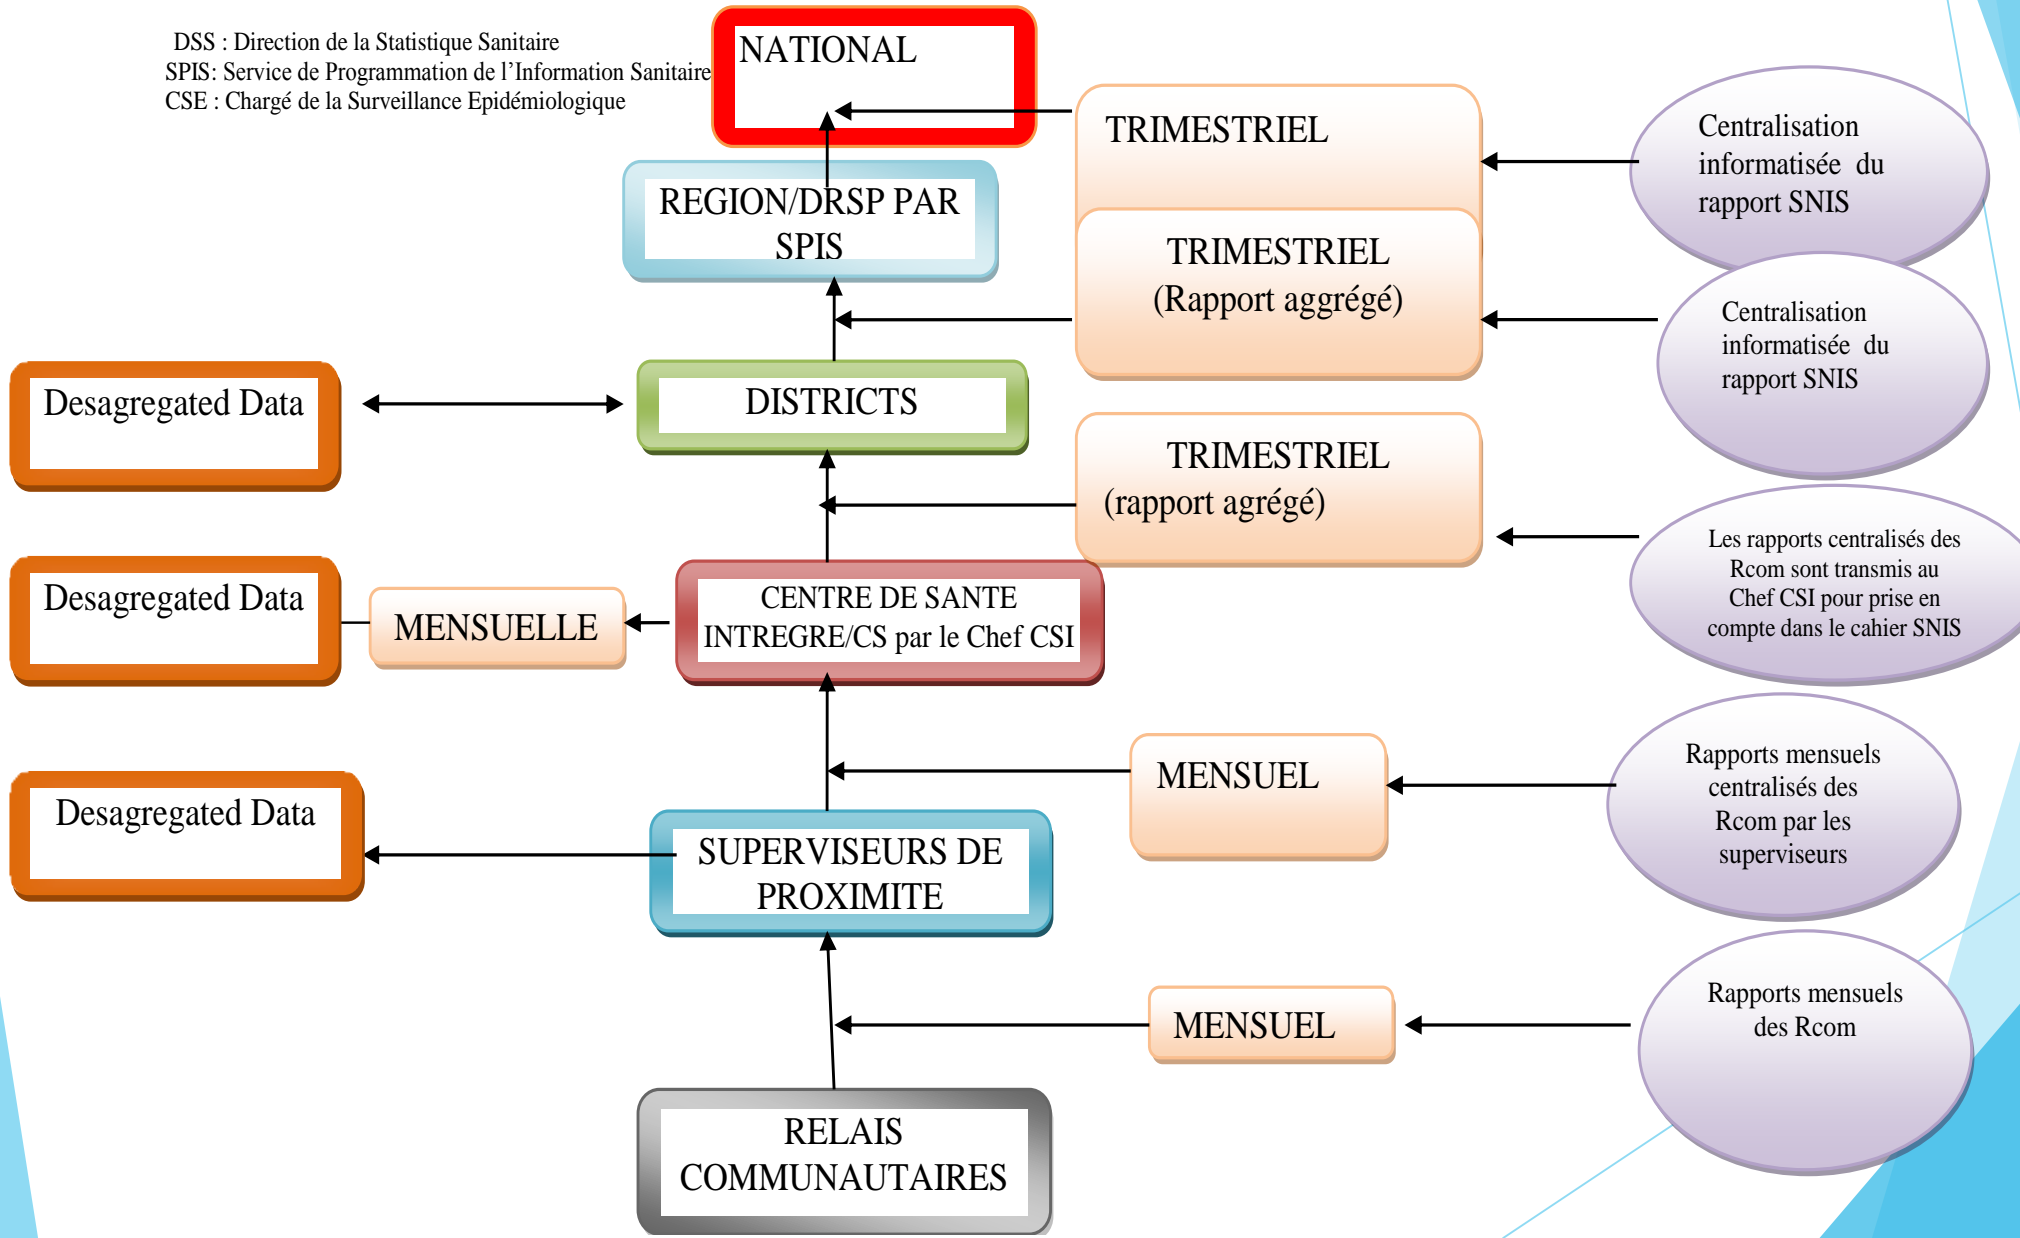 DSS : Direction de la Statistique Sanitaire
SPIS: Service de Programmation de l’Information Sanitaire
CSE : Chargé de la Surveillance Epidémiologique
NATIONAL
TRIMESTRIEL
Centralisation
informatisée du
rapport SNIS
REGION/DRSP PAR
SPIS
TRIMESTRIEL
(Rapport aggrégé)
Centralisation
informatisée du
rapport SNIS
Desagregated Data
DISTRICTS
TRIMESTRIEL
(rapport agrégé)
Les rapports centralisés des
Rcom sont transmis au
Chef CSI pour prise en
compte dans le cahier SNIS
Desagregated Data
MENSUELLE
CENTRE DE SANTE
INTREGRE/CS par le Chef CSI
MENSUEL
Rapports mensuels
centralisés des
Rcom par les
superviseurs
Desagregated Data
SUPERVISEURS DE
PROXIMITE
MENSUEL
Rapports mensuels
des Rcom
RELAIS
COMMUNAUTAIRES